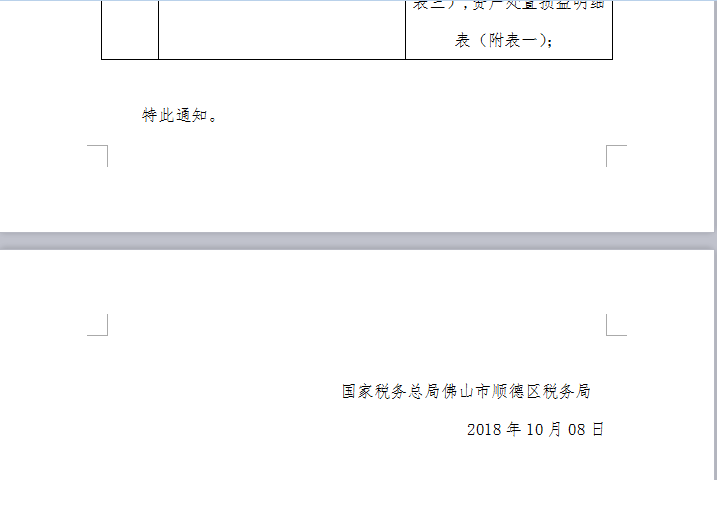 表三），资产处置损益明细
表（附表一）；
特此通知。
国家税务总局佛山市顺德区税务局
2018 年 10 月 08 日